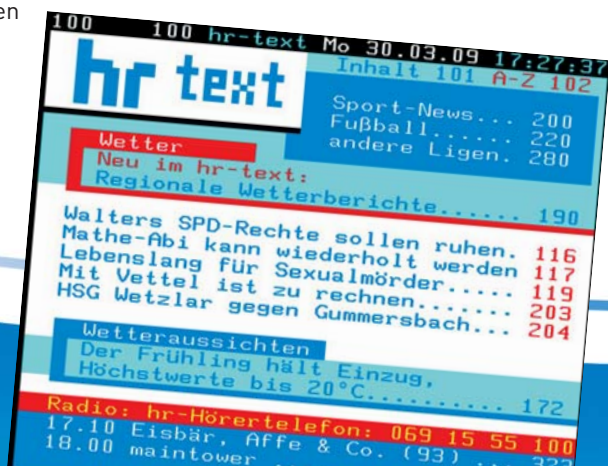 en
100 100 hr-text Mo 30.03.09 17:27:37
hr text
Inhalt 101 A-Z 102
Sport-News... 200
Fußball...... 220
andere Ligen. 280
Wetter
Neu im hr-text:
Regionale Wetterberichte...... 190
Walters SPD-Rechte sollen ruhen. 116
Mathe-Abi kann wiederholt werden 117
Lebenslang für Sexualmörder..... 119
Mit Vettel ist zu rechnen....... 203
HSG Wetzlar gegen Gummersbach... 204
Wetteraussichten
Der Frühling hält Einzug,
Höchstwerte bis 20°C.......... 172
Radio: hr-Hörertelefon: 069 15 55 100
17.10 Eisbär, Affe & Co. (93) ... 322
18.00 maintower